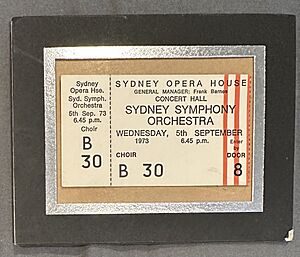 Sydney
Opera Hse.
Syd. Symph.
Orchestra
5th Sep. 73
6.45 p.m.
Choir
B
30
SYDNEY OPERA HOUSE
GENERAL MANAGER: Frank Barnes
CONCERT HALL
SYDNEY SYMPHONY
ORCHESTRA
WEDNESDAY, 5th SEPTEMBER
1973 6.45 p.m.
Enter
by
CHOIR DOOR
B 30 8